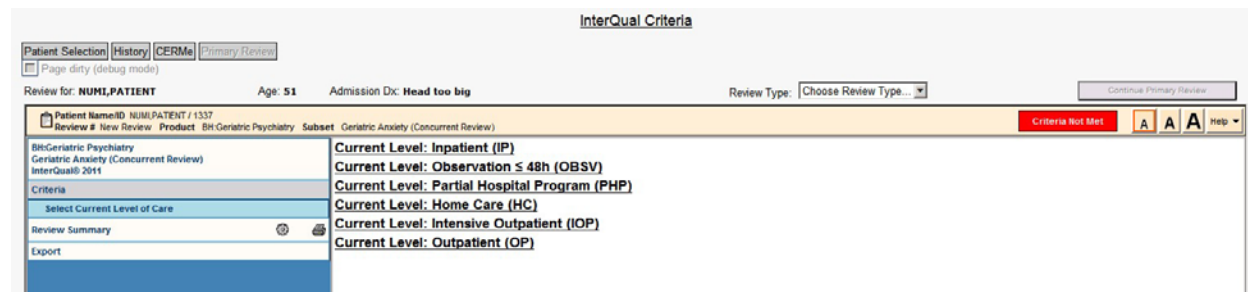 InterQual Criteria
Patient Selection History CERMe Primary Review
Page dirty (debug mode)
Review for: NUMI,PATIENT Age: 51 Admission Dx: Head too big Review Type: Choose Review Type... Continue Primary Review
Patient Name/ID NUMI,PATIENT / 1337
Review # New Review Product BH:Geriatric Psychiatry Subset Geriatric Anxiety (Concurrent Review)
Criteria Not Met A A A Help
BH:Geriatric Psychiatry
Geriatric Anxiety (Concurrent Review)
InterQual® 2011
Criteria
Select Current Level of Care
Review Summary
Export
Current Level: Inpatient (IP)
Current Level: Observation ≤ 48h (OBSV)
Current Level: Partial Hospital Program (PHP)
Current Level: Home Care (HC)
Current Level: Intensive Outpatient (IOP)
Current Level: Outpatient (OP)